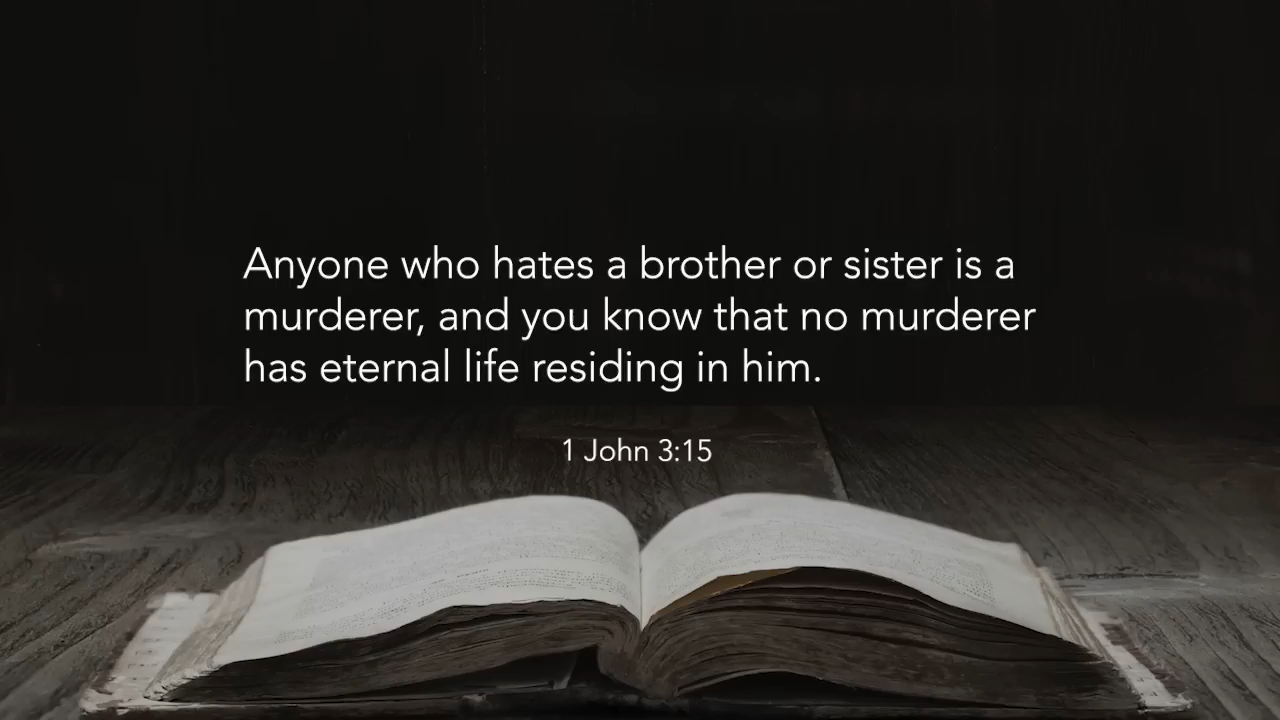 Anyone who hates a brother or sister is a
murderer, and you know that no murderer
has eternal life residing in him.
1 John 3:15